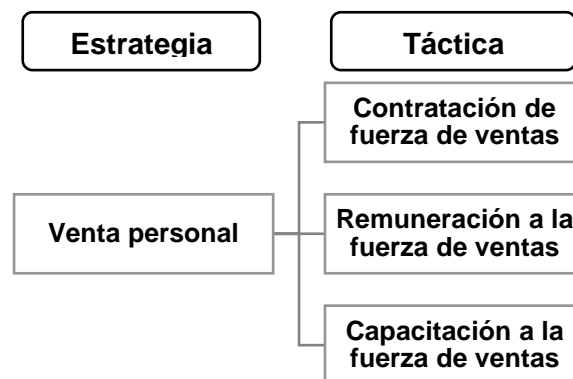 Estrategia
Táctica
Contratación de
fuerza de ventas
Venta personal
Remuneración a la
fuerza de ventas
Capacitación a la
fuerza de ventas